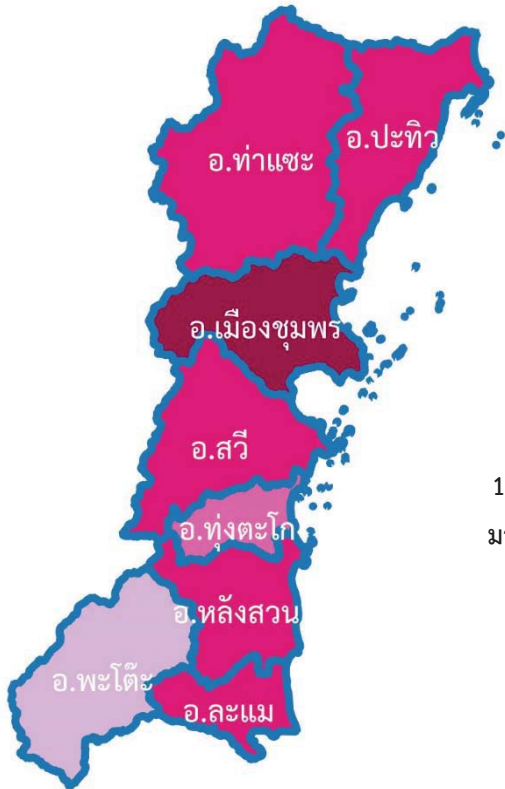 อ.ปะทิว
อ.ท่าแซะ
อ.เมืองชุมพร
อ.สวี
1
อ.ทุ่งตะโก
อ.หลังสวน
อ.พะโต๊ะ
อ.ละแม